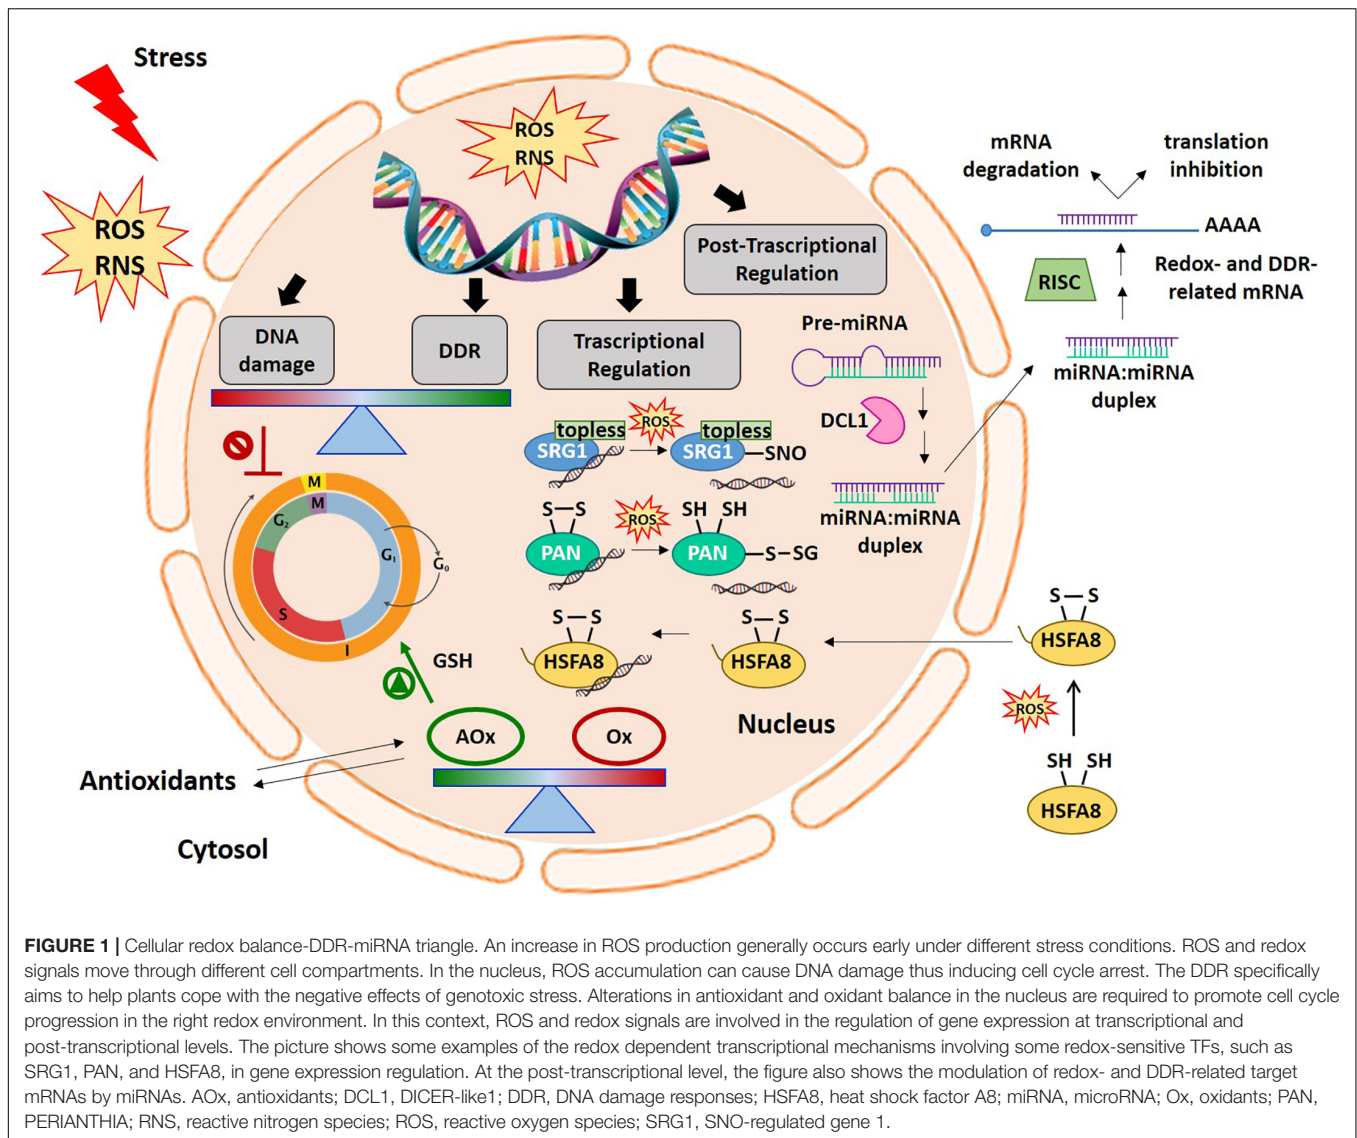 Stress
ROS
RNS
ROS
RNS
mRNA
degradation
translation
inhibition
AAAA
RISC
Redox- and DDR-
related mRNA
miRNA:miRNA
duplex
Post-Trascriptional
Regulation
DNA
damage
DDR
Trascriptional
Regulation
Pre-miRNA
DCL1
miRNA:miRNA
duplex
topless
SRG1
ROS
topless
SRG1
SNO
S S
PAN
ROS
SH SH
PAN
S SG
M
M
G2
G1
G0
S
I
S S
HSFA8
S S
HSFA8
S S
HSFA8
ROS
SH SH
HSFA8
GSH
AOx
Ox
Nucleus
Antioxidants
Cytosol
FIGURE 1 | Cellular redox balance-DDR-miRNA triangle. An increase in ROS production generally occurs early under different stress conditions. ROS and redox
signals move through different cell compartments. In the nucleus, ROS accumulation can cause DNA damage thus inducing cell cycle arrest. The DDR specifically
aims to help plants cope with the negative effects of genotoxic stress. Alterations in antioxidant and oxidant balance in the nucleus are required to promote cell cycle
progression in the right redox environment. In this context, ROS and redox signals are involved in the regulation of gene expression at transcriptional and
post-transcriptional levels. The picture shows some examples of the redox dependent transcriptional mechanisms involving some redox-sensitive TFs, such as
SRG1, PAN, and HSFA8, in gene expression regulation. At the post-transcriptional level, the figure also shows the modulation of redox- and DDR-related target
mRNAs by miRNAs. AOx, antioxidants; DCL1, DICER-like1; DDR, DNA damage responses; HSFA8, heat shock factor A8; miRNA, microRNA; Ox, oxidants; PAN,
PERIANTHIA; RNS, reactive nitrogen species; ROS, reactive oxygen species; SRG1, SNO-regulated gene 1.